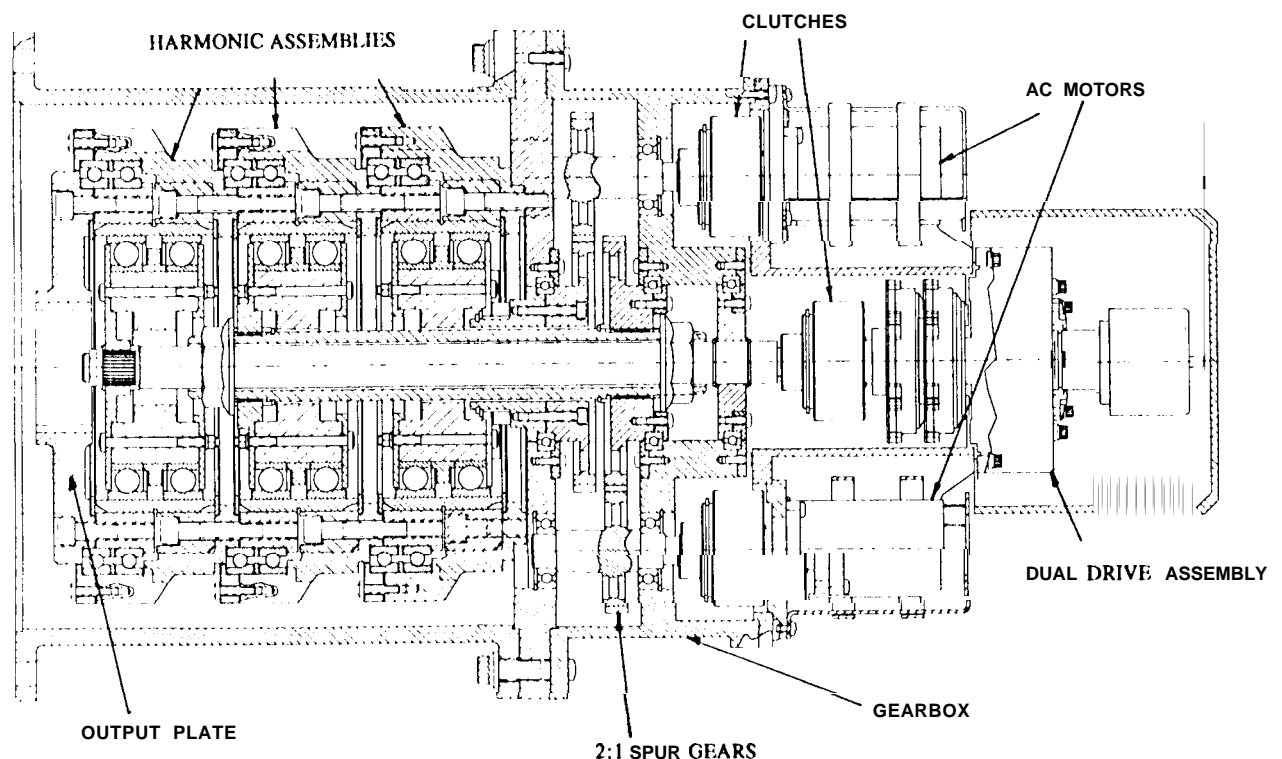 CLUTCHES
HARMONIC ASSEMBLIES
AC MOTORS
DUAL DRIVE ASSEMBLY
GEARBOX
OUTPUT PLATE
2:1 SPUR GEARS